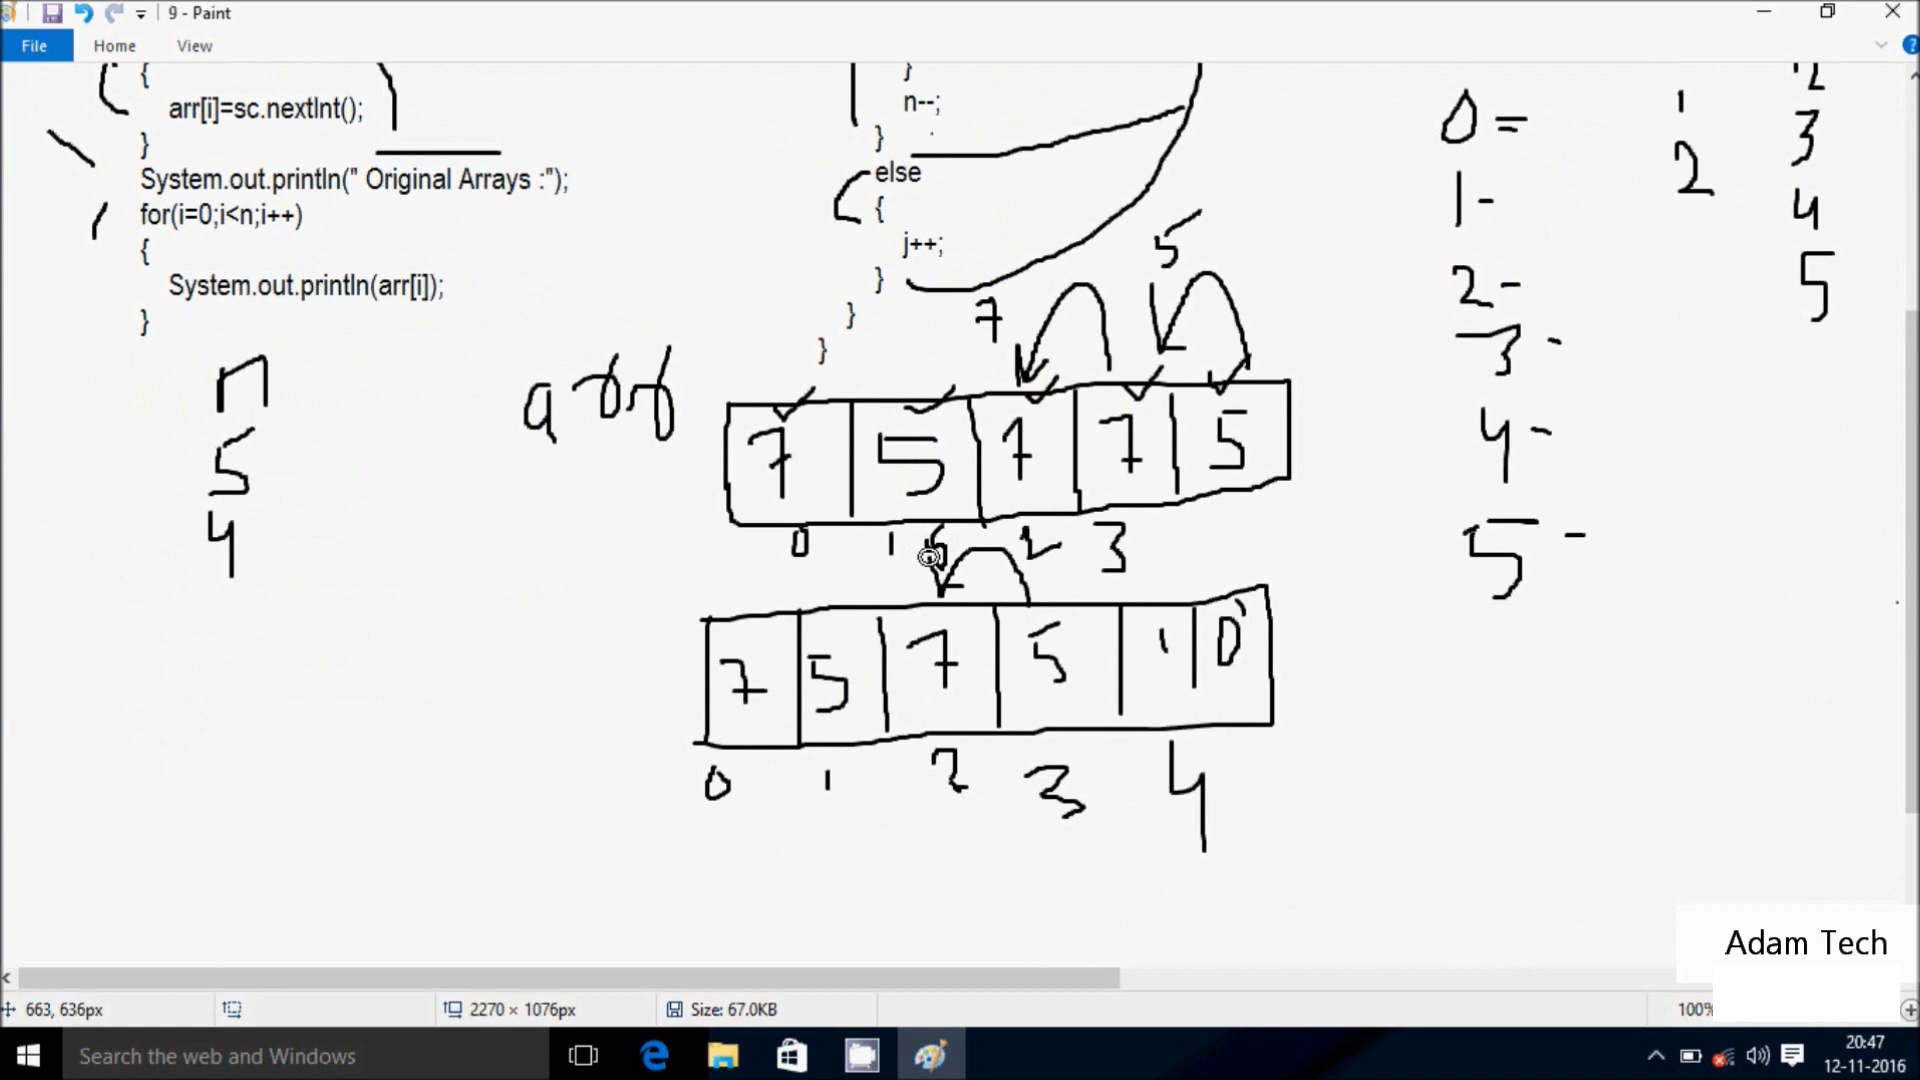 9 - Paint
File Home View
{
arr[i]=sc.nextInt();
}
System.out.println(" Original Arrays :");
for(i=0;i<n;i++)
{
System.out.println(arr[i]);
}
}
n--;
}
else
{
j++;
}
}
}
n
5
4
arr
7
5
7 5 7 7 5
0 1 2 3
7 5 7 5 1 0
0 1 2 3 4
0 =
1 -
2 -
3 -
4 -
5 -
1
2
2
3
4
5
Adam Tech
663, 636px
2270 × 1076px
Size: 67.0KB
100%
Search the web and Windows
20:47
12-11-2016